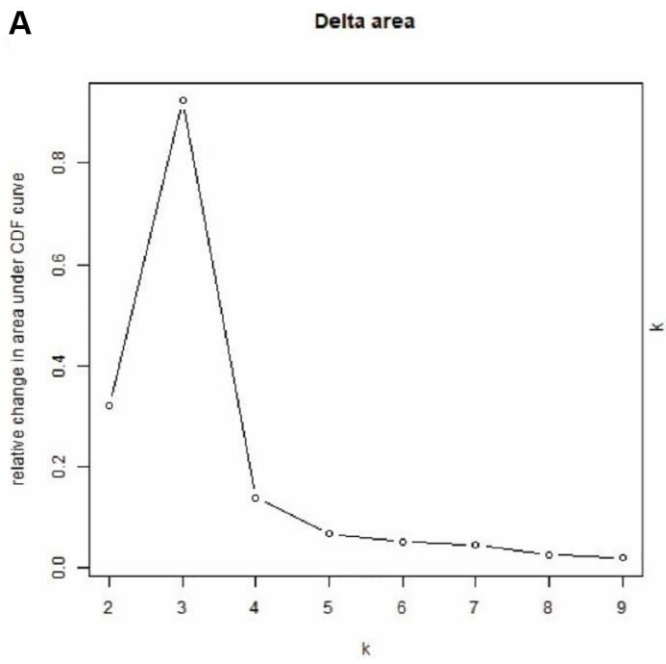 A
Delta area
relative change in area under CDF curve
0.8
0.6
0.4
0.2
0.0
2 3 4 5 6 7 8 9
k
k